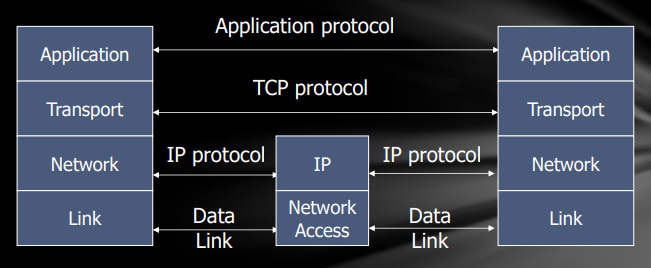 Application protocol
Application
Application
TCP protocol
Transport
Transport
IP protocol
IP protocol
Network
IP
Network
Link
Data
Link
Network
Access
Data
Link
Link